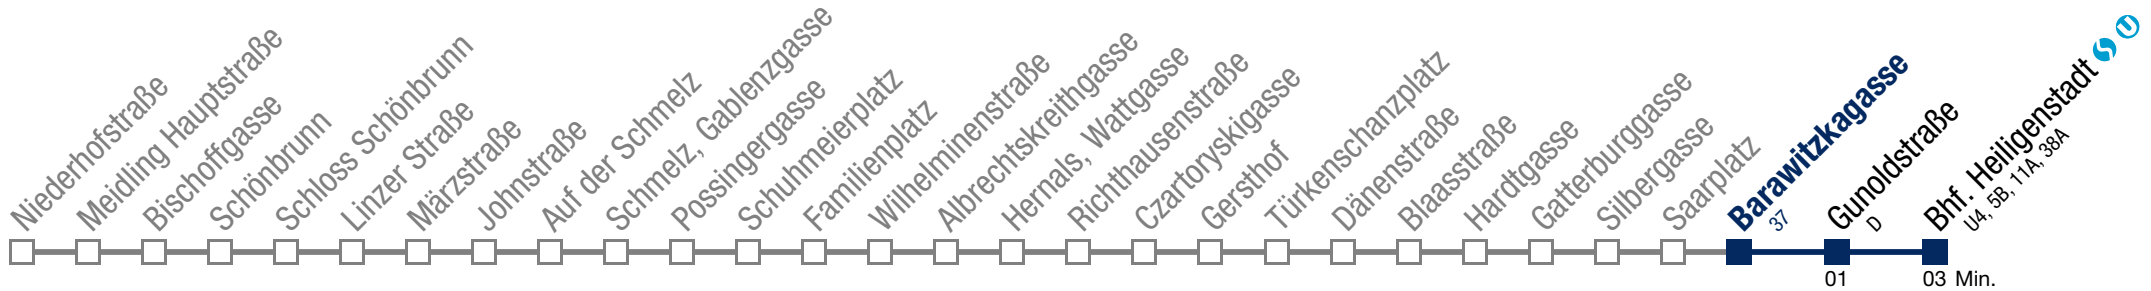 Niederhofstraße
Meidling Hauptstraße
Bischoffgasse
Schönbrunn
Schloss Schönbrunn
Linzer Straße
Märzstraße
Johnstraße
Auf der Schmelz
Schmelz, Gablenzgasse
Possingergasse
Schuhmeierplatz
Familienplatz
Wilhelminenstraße
Albrechtskreithgasse
Hernals, Wattgasse
Richthausenstraße
Czartoryskigasse
Gersthof
Türkenschanzplatz
Dänenstraße
Blaasstraße
Hardtgasse
Gatterburggasse
Silbergasse
Saarplatz
Barawitzkagasse
37
Gunoldstraße
D
Bhf. Heiligenstadt S U
U4, 5B, 11A, 38A
01
03 Min.